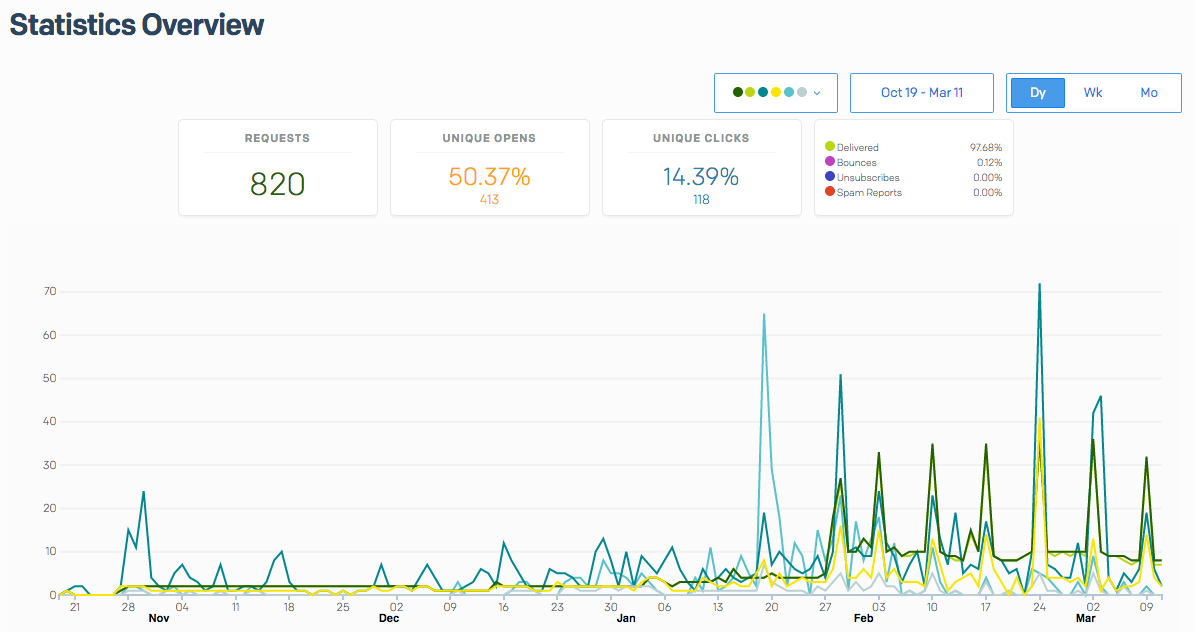 Statistics Overview
Oct 19 - Mar 11
Dy Wk Mo
REQUESTS
820
UNIQUE OPENS
50.37%
413
UNIQUE CLICKS
14.39%
118
Delivered 97.68%
Bounces 0.12%
Unsubscribes 0.00%
Spam Reports 0.00%
70
60
50
40
30
20
10
0
21 28 04 11 18 25 02 09 16 23 30 06 13 20 27 03 10 17 24 02 09
Nov Dec Jan Feb Mar